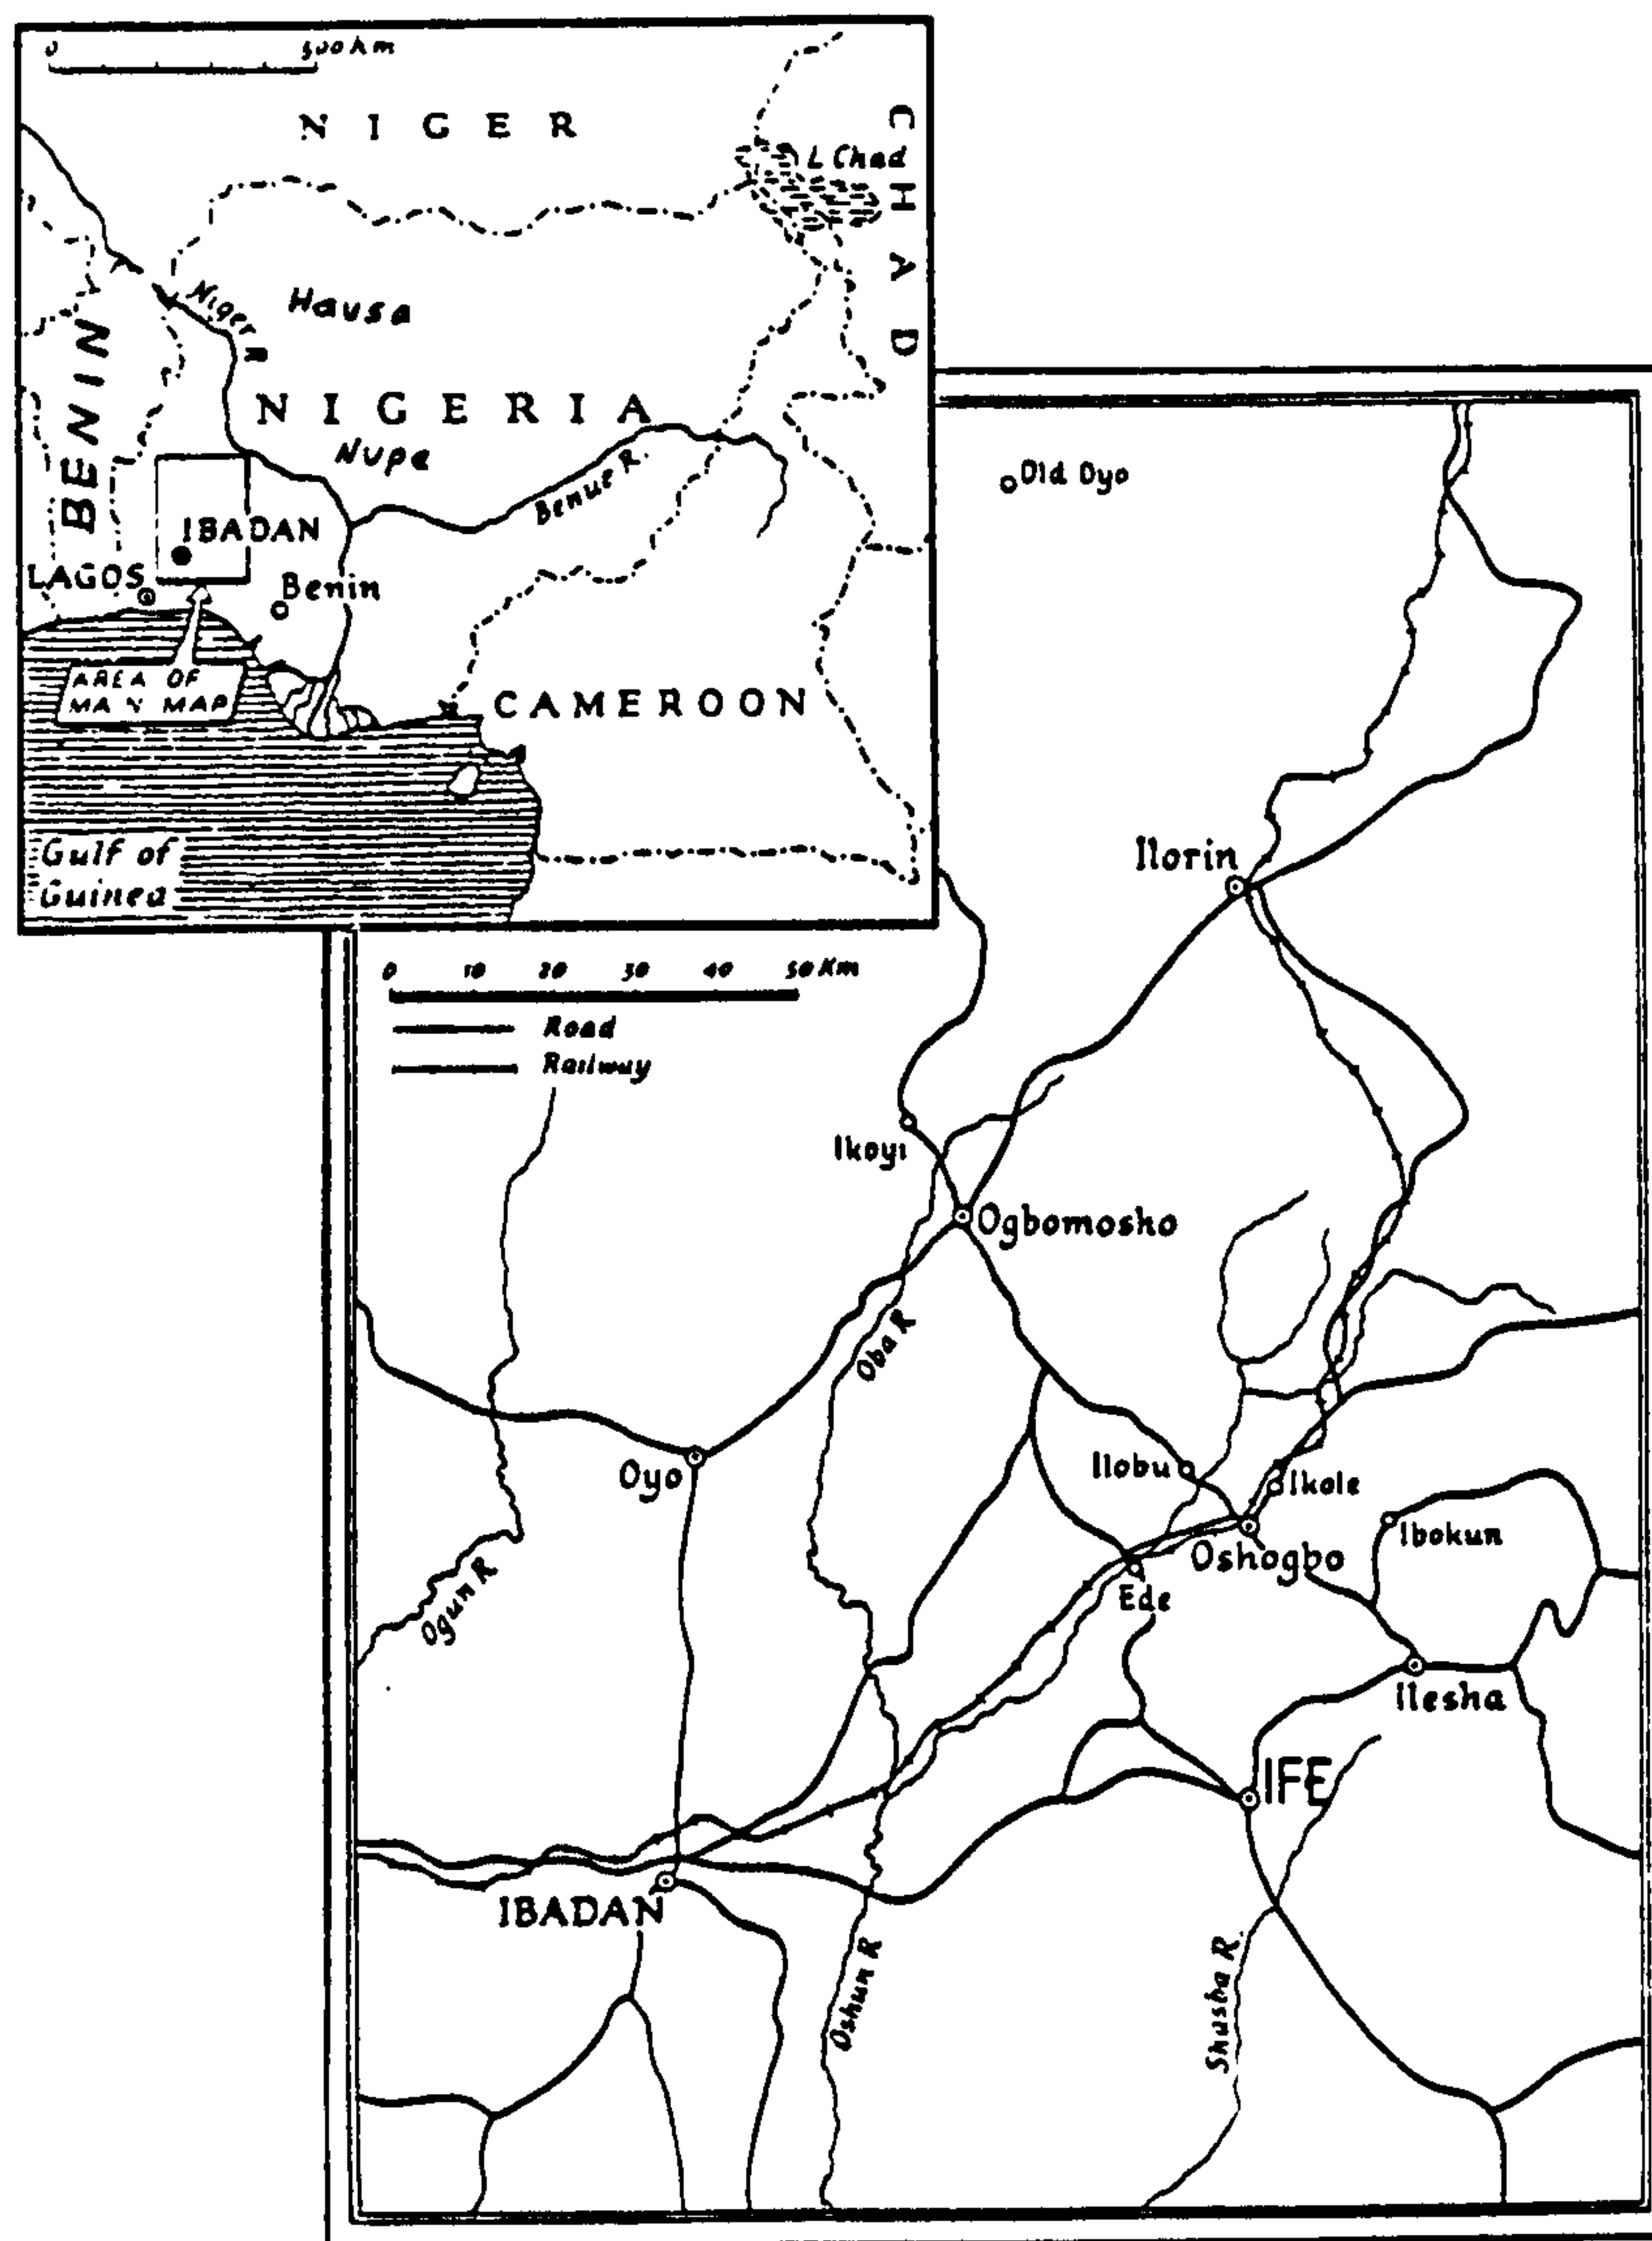 0 500 km
NIGER
CHAD
L Chad
Niger R
Hausa
BENIN
NIGERIA
Nupe
Benue R.
IBADAN
LAGOS
Benin
AREA OF
MAIN MAP
CAMEROON
Gulf of
Guinea
Old Oyo
Ilorin
0 10 20 30 40 50 Km
Road
Railway
Ikoyi
Ogbomosho
Oba R
Oyo
Ilobu
Ikole
Ibokun
Oshogbo
Ede
Ogun R
Ilesha
IFE
IBADAN
Oshun R
Shasha R.